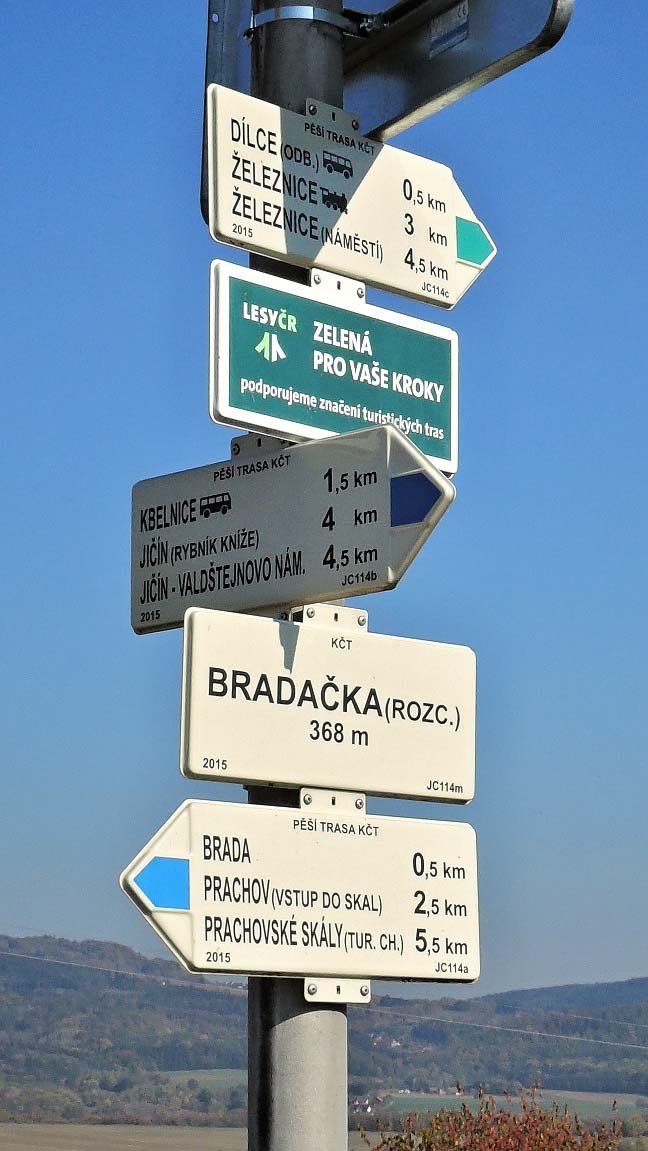 PĚŠÍ TRASA KČT
DÍLCE (ODB.) 0,5 km
ŽELEZNICE 3 km
ŽELEZNICE (NÁMĚSTÍ) 4,5 km
2015 JC114c
LESYČR ZELENÁ
PRO VAŠE KROKY
podporujeme značení turistických tras
PĚŠÍ TRASA KČT
KBELNICE 1,5 km
JIČÍN (RYBNÍK KNÍŽE) 4 km
JIČÍN - VALDŠTEJNOVO NÁM. 4,5 km
2015 JC114b
KČT
BRADAČKA (ROZC.)
368 m
2015 JC114m
PĚŠÍ TRASA KČT
BRADA 0,5 km
PRACHOV (VSTUP DO SKAL) 2,5 km
PRACHOVSKÉ SKÁLY (TUR. CH.) 5,5 km
2015 JC114a